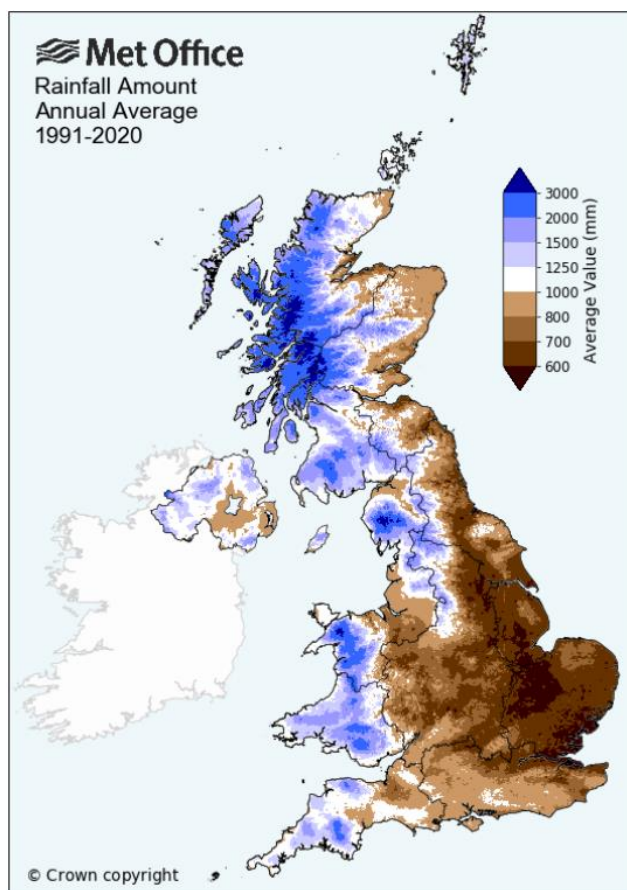 Met Office
Rainfall Amount
Annual Average
1991-2020
3000
2000
1500
1250
1000
800
700
600
Average Value (mm)
© Crown copyright